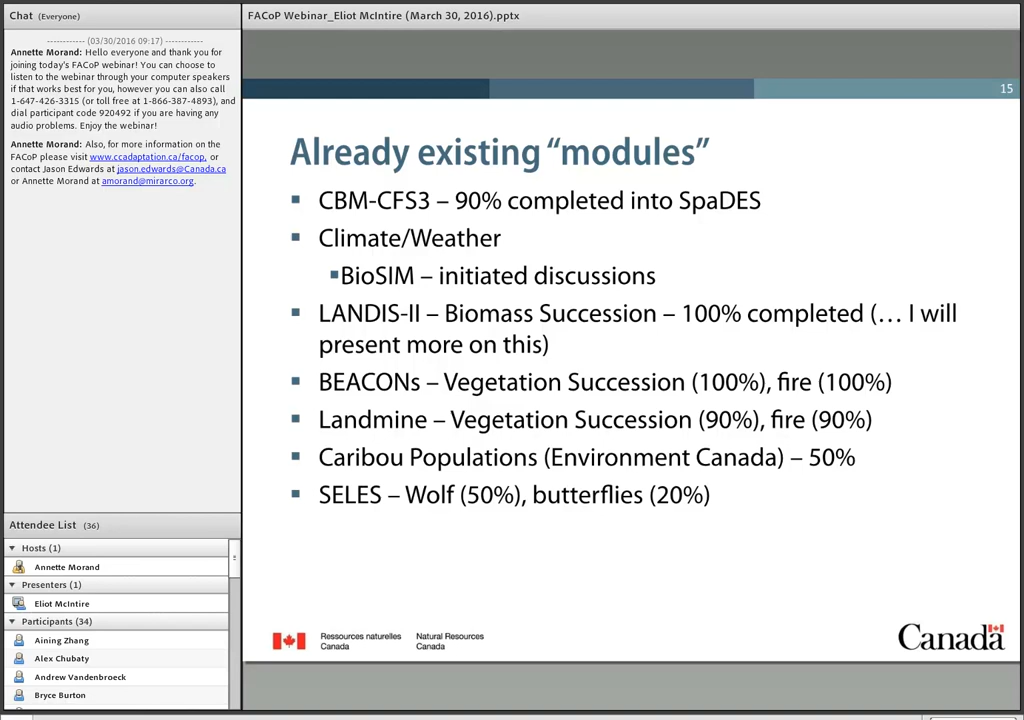 Chat (Everyone)
------------ (03/30/2016 09:17) ------------
Annette Morand: Hello everyone and thank you for
joining today's FACoP webinar! You can choose to
listen to the webinar through your computer speakers
if that works best for you, however you can also call
1-647-426-3315 (or toll free at 1-866-387-4893), and
dial participant code 920492 if you are having any
audio problems. Enjoy the webinar!
Annette Morand: Also, for more information on the
FACoP please visit www.ccadaptation.ca/facop, or
contact Jason Edwards at jason.edwards@Canada.ca
or Annette Morand at amorand@mirarco.org.
Attendee List (36)
Hosts (1)
Annette Morand
Presenters (1)
Eliot McIntire
Participants (34)
Aining Zhang
Alex Chubaty
Andrew Vandenbroeck
Bryce Burton
FACoP Webinar_Eliot McIntire (March 30, 2016).pptx
15
Already existing “modules”
▪ CBM-CFS3 – 90% completed into SpaDES
▪ Climate/Weather
▪BioSIM – initiated discussions
▪ LANDIS-II – Biomass Succession – 100% completed (… I will
present more on this)
▪ BEACONs – Vegetation Succession (100%), fire (100%)
▪ Landmine – Vegetation Succession (90%), fire (90%)
▪ Caribou Populations (Environment Canada) – 50%
▪ SELES – Wolf (50%), butterflies (20%)
Ressources naturelles
Canada
Natural Resources
Canada
Canada